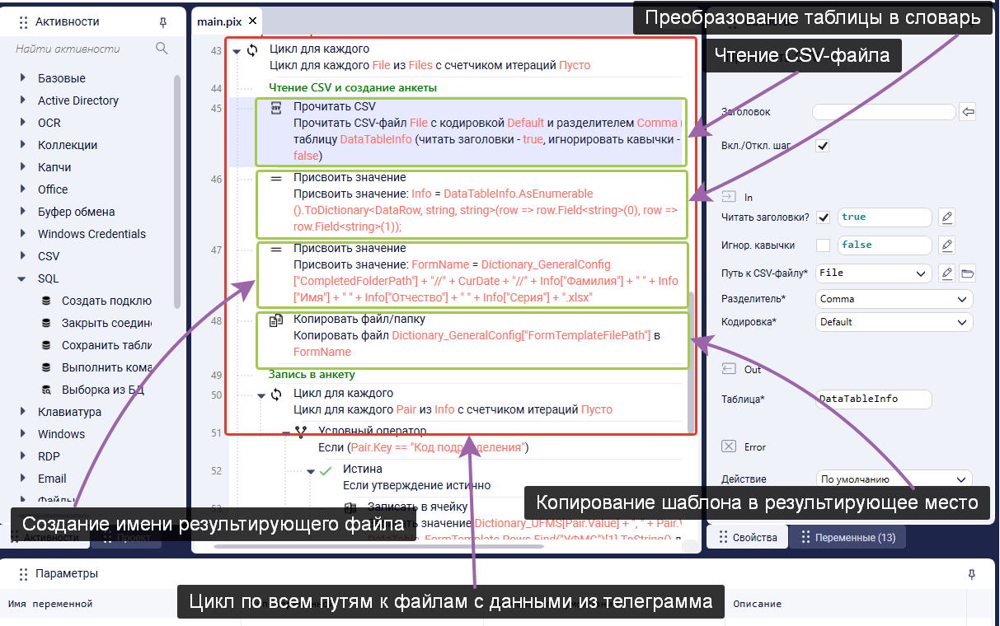 Активности
Найти активности
Базовые
Active Directory
OCR
Коллекции
Капчи
Office
Буфер обмена
Windows Credentials
CSV
SQL
Создать подклю
Закрыть соедин
Сохранить табли
Выполнить кома
Выборка из БД
Клавиатура
Windows
RDP
Email
Файлы
Создание имени результирующего файла
Активности
Проект
main.pix
43
Цикл для каждого
Цикл для каждого File из Files с счетчиком итераций Пусто
44
Чтение CSV и создание анкеты
45
Прочитать CSV
Прочитать CSV-файл File с кодировкой Default и разделителем Comma
таблицу DataTableInfo (читать заголовки - true, игнорировать кавычки -
false)
46
Присвоить значение
Присвоить значение: Info = DataTableInfo.AsEnumerable
().ToDictionary<DataRow, string, string>(row => row.Field<string>(0), row =>
row.Field<string>(1));
47
Присвоить значение
Присвоить значение: FormName = Dictionary_GeneralConfig
["CompletedFolderPath"] + "//" + CurDate + "//" + Info["Фамилия"] + " " + Info
["Имя"] + " " + Info["Отчество"] + " " + Info["Серия"] + ".xlsx"
48
Копировать файл/папку
Копировать файл Dictionary_GeneralConfig["FormTemplateFilePath"] в
FormName
49
Запись в анкету
50
Цикл для каждого
Цикл для каждого Pair из Info с счетчиком итераций Пусто
51
Условный оператор
Если (Pair.Key == "Код подразделения")
52
Истина
Если утверждение истинно
53
Записать в ячейку
значение Dictionary_UFMS[Pair.Value] + ", " + Pair.
DataTable_FormTemplate.Rows.Find("УФМС")[1].ToString()
Преобразование таблицы в словарь
Чтение CSV-файла
Заголовок
Вкл./Откл. шаг
In
Читать заголовки?
true
Игнор. кавычки
false
Путь к CSV-файлу*
File
Разделитель*
Comma
Кодировка*
Default
Out
Таблица*
DataTableInfo
Error
Действие
По умолчанию
Копирование шаблона в результирующее место
Свойства
Переменные (13)
Параметры
Имя переменной
Цикл по всем путям к файлам с данными из телеграмма
Описание